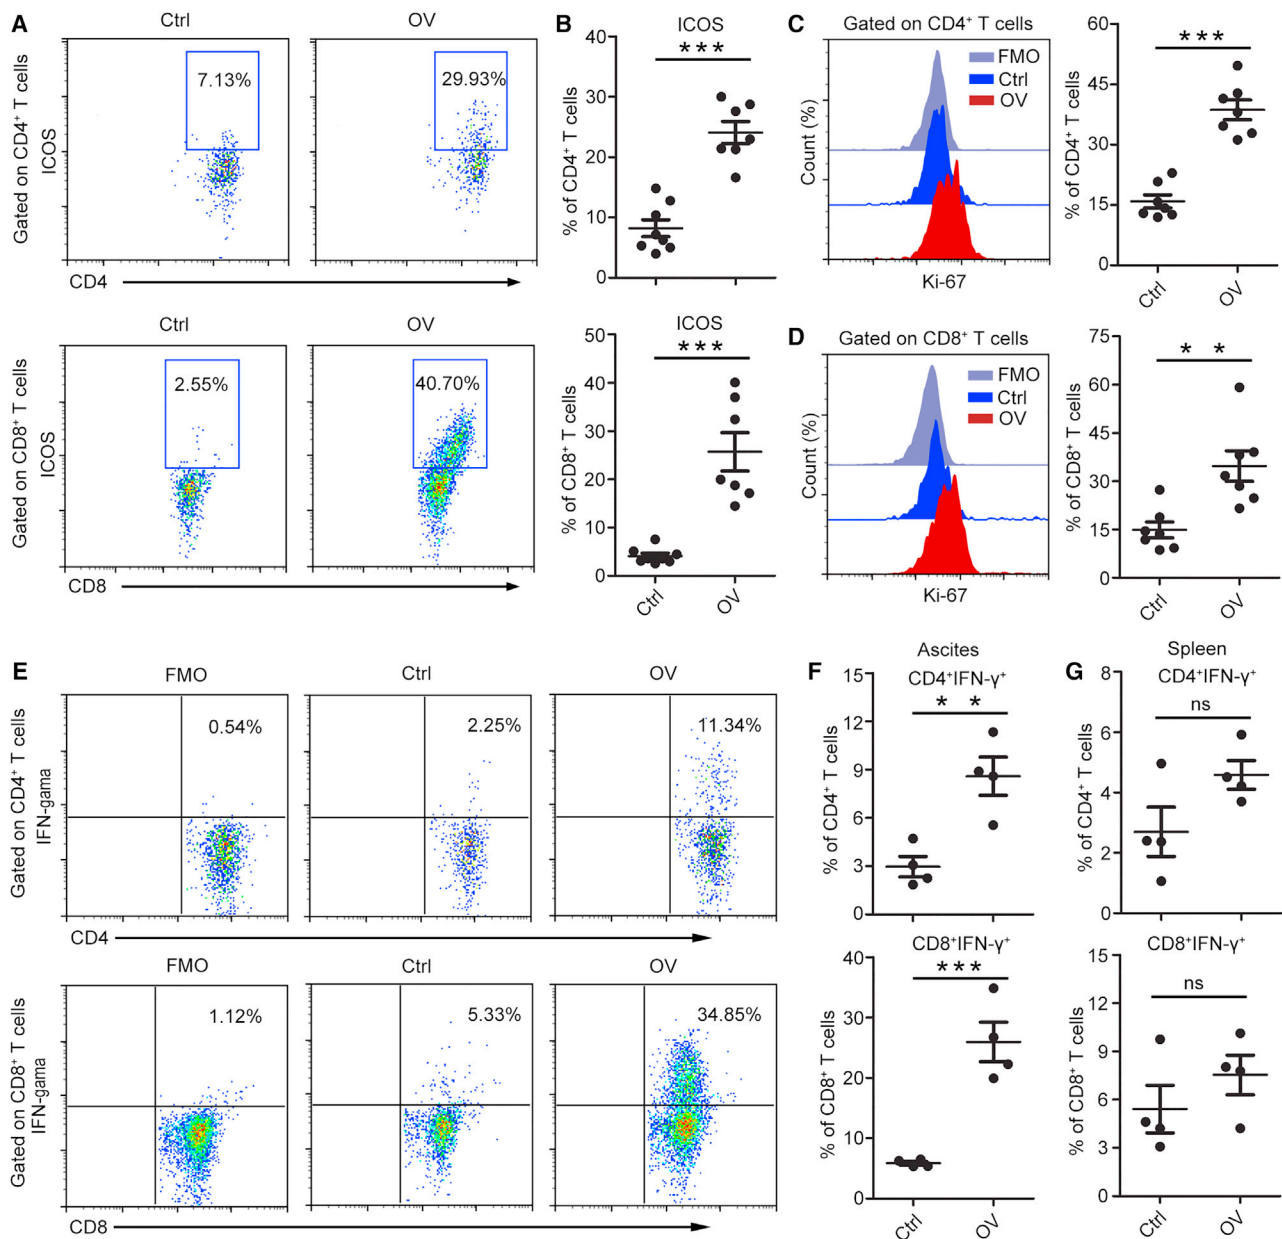 A
Ctrl
OV
Gated on CD4⁺ T cells
ICOS
7.13%
29.93%
CD4
Ctrl
OV
Gated on CD8⁺ T cells
ICOS
2.55%
40.70%
CD8
B
ICOS
***
% of CD4⁺ T cells
40
30
20
10
0
ICOS
***
% of CD8⁺ T cells
50
40
30
20
10
0
Ctrl
OV
C
Gated on CD4⁺ T cells
FMO
Ctrl
OV
Count (%)
Ki-67
***
% of CD4⁺ T cells
60
45
30
15
0
Ctrl
OV
D
Gated on CD8⁺ T cells
FMO
Ctrl
OV
Count (%)
Ki-67
* *
% of CD8⁺ T cells
75
60
45
30
15
0
Ctrl
OV
E
FMO
Ctrl
OV
Gated on CD4⁺ T cells
IFN-gama
0.54%
2.25%
11.34%
CD4
FMO
Ctrl
OV
Gated on CD8⁺ T cells
IFN-gama
1.12%
5.33%
34.85%
CD8
F
Ascites
CD4⁺IFN-γ⁺
* *
% of CD4⁺ T cells
15
12
9
6
3
0
CD8⁺IFN-γ⁺
***
% of CD8⁺ T cells
40
30
20
10
0
Ctrl
OV
G
Spleen
CD4⁺IFN-γ⁺
ns
% of CD4⁺ T cells
8
6
4
2
0
CD8⁺IFN-γ⁺
ns
% of CD8⁺ T cells
15
12
9
6
3
0
Ctrl
OV